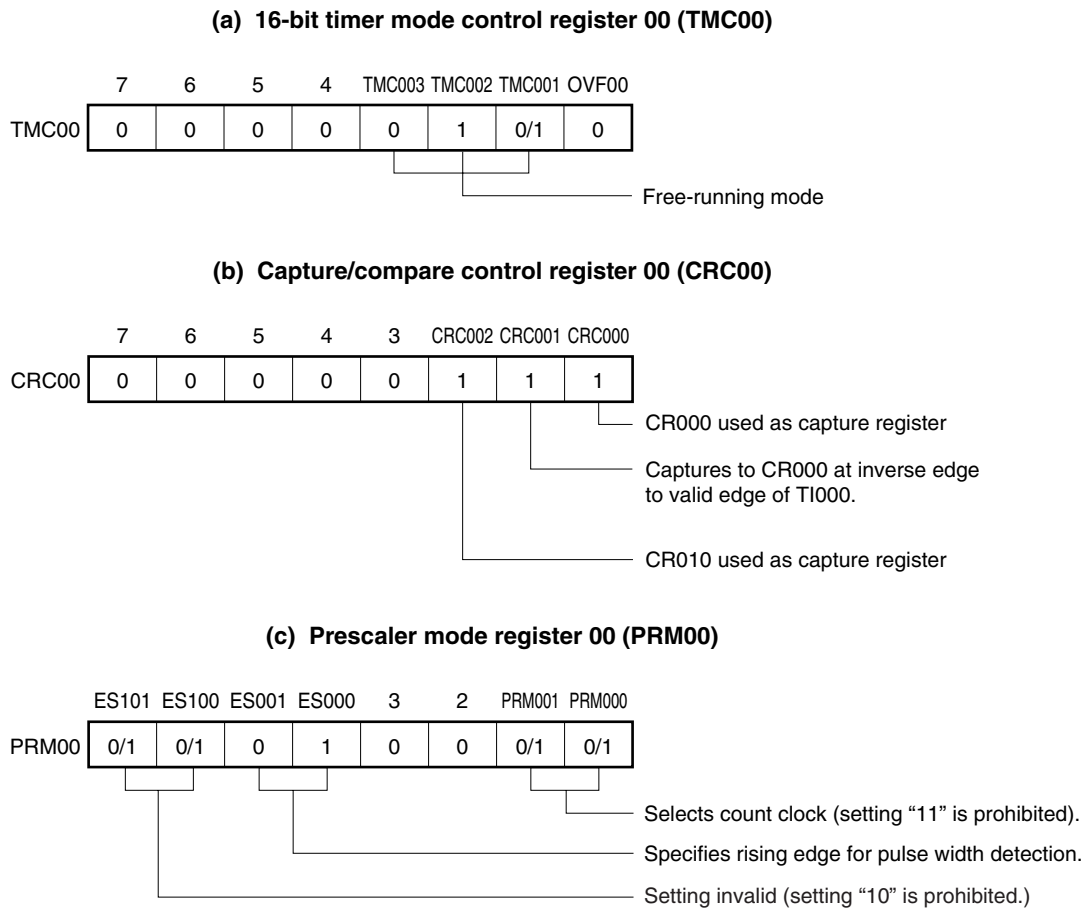 (a) 16-bit timer mode control register 00 (TMC00)
7 6 5 4 TMC003 TMC002 TMC001 OVF00
TMC00 0 0 0 0 0 1 0/1 0
Free-running mode
(b) Capture/compare control register 00 (CRC00)
7 6 5 4 3 CRC002 CRC001 CRC000
CRC00 0 0 0 0 0 1 1 1
CR000 used as capture register
Captures to CR000 at inverse edge
to valid edge of TI000.
CR010 used as capture register
(c) Prescaler mode register 00 (PRM00)
ES101 ES100 ES001 ES000 3 2 PRM001 PRM000
PRM00 0/1 0/1 0 1 0 0 0/1 0/1
Selects count clock (setting “11” is prohibited).
Specifies rising edge for pulse width detection.
Setting invalid (setting “10” is prohibited.)